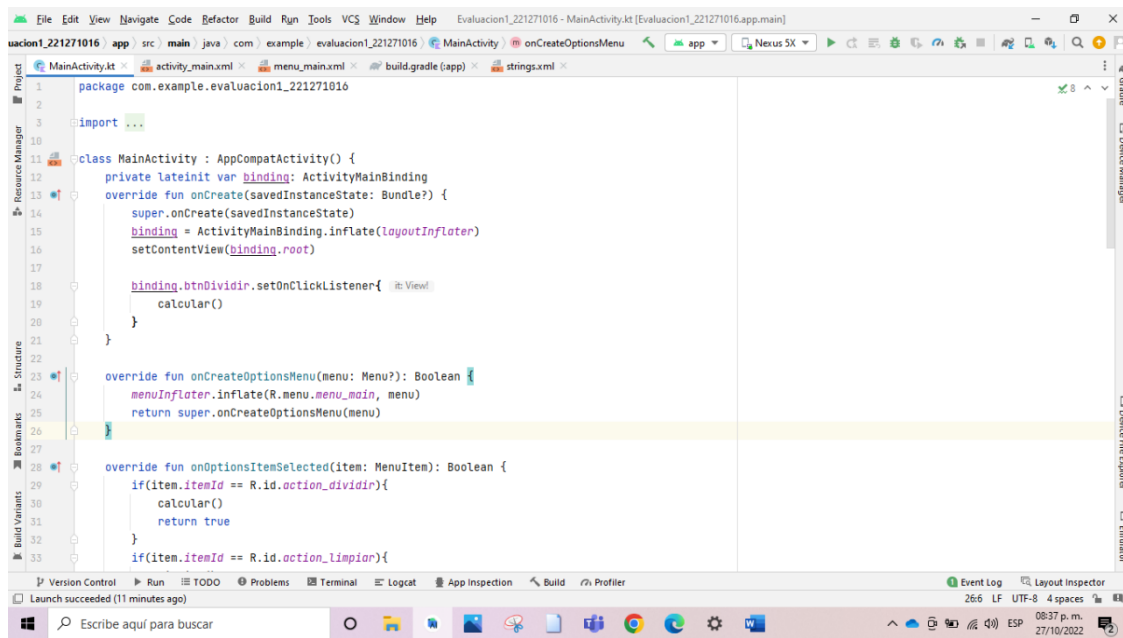 File Edit View Navigate Code Refactor Build Run Tools VCS Window Help Evaluacion1_221271016 - MainActivity.kt [Evaluacion1_221271016.app.main]
uacion1_221271016 app src main java com example evaluacion1_221271016 MainActivity onCreateOptionsMenu app Nexus 5X
MainActivity.kt activity_main.xml menu_main.xml build.gradle (:app) strings.xml
Project
Resource Manager
Structure
Bookmarks
Build Variants
1 package com.example.evaluacion1_221271016
8
2
3 import ...
10
11 class MainActivity : AppCompatActivity() {
12 private lateinit var binding: ActivityMainBinding
13 override fun onCreate(savedInstanceState: Bundle?) {
14 super.onCreate(savedInstanceState)
15 binding = ActivityMainBinding.inflate(layoutInflater)
16 setContentView(binding.root)
17
18 binding.btnDividir.setOnClickListener{ it: View!
19 calcular()
20 }
21 }
22
23 override fun onCreateOptionsMenu(menu: Menu?): Boolean {
24 menuInflater.inflate(R.menu.menu_main, menu)
25 return super.onCreateOptionsMenu(menu)
26 }
27
28 override fun onOptionsItemSelected(item: MenuItem): Boolean {
29 if(item.itemId == R.id.action_dividir){
30 calcular()
31 return true
32 }
33 if(item.itemId == R.id.action_limpiar){
Version Control Run TODO Problems Terminal Logcat App Inspection Build Profiler Event Log Layout Inspector
Launch succeeded (11 minutes ago) 26:6 LF UTF-8 4 spaces
Escribe aquí para buscar ESP 08:37 p. m.
27/10/2022
2